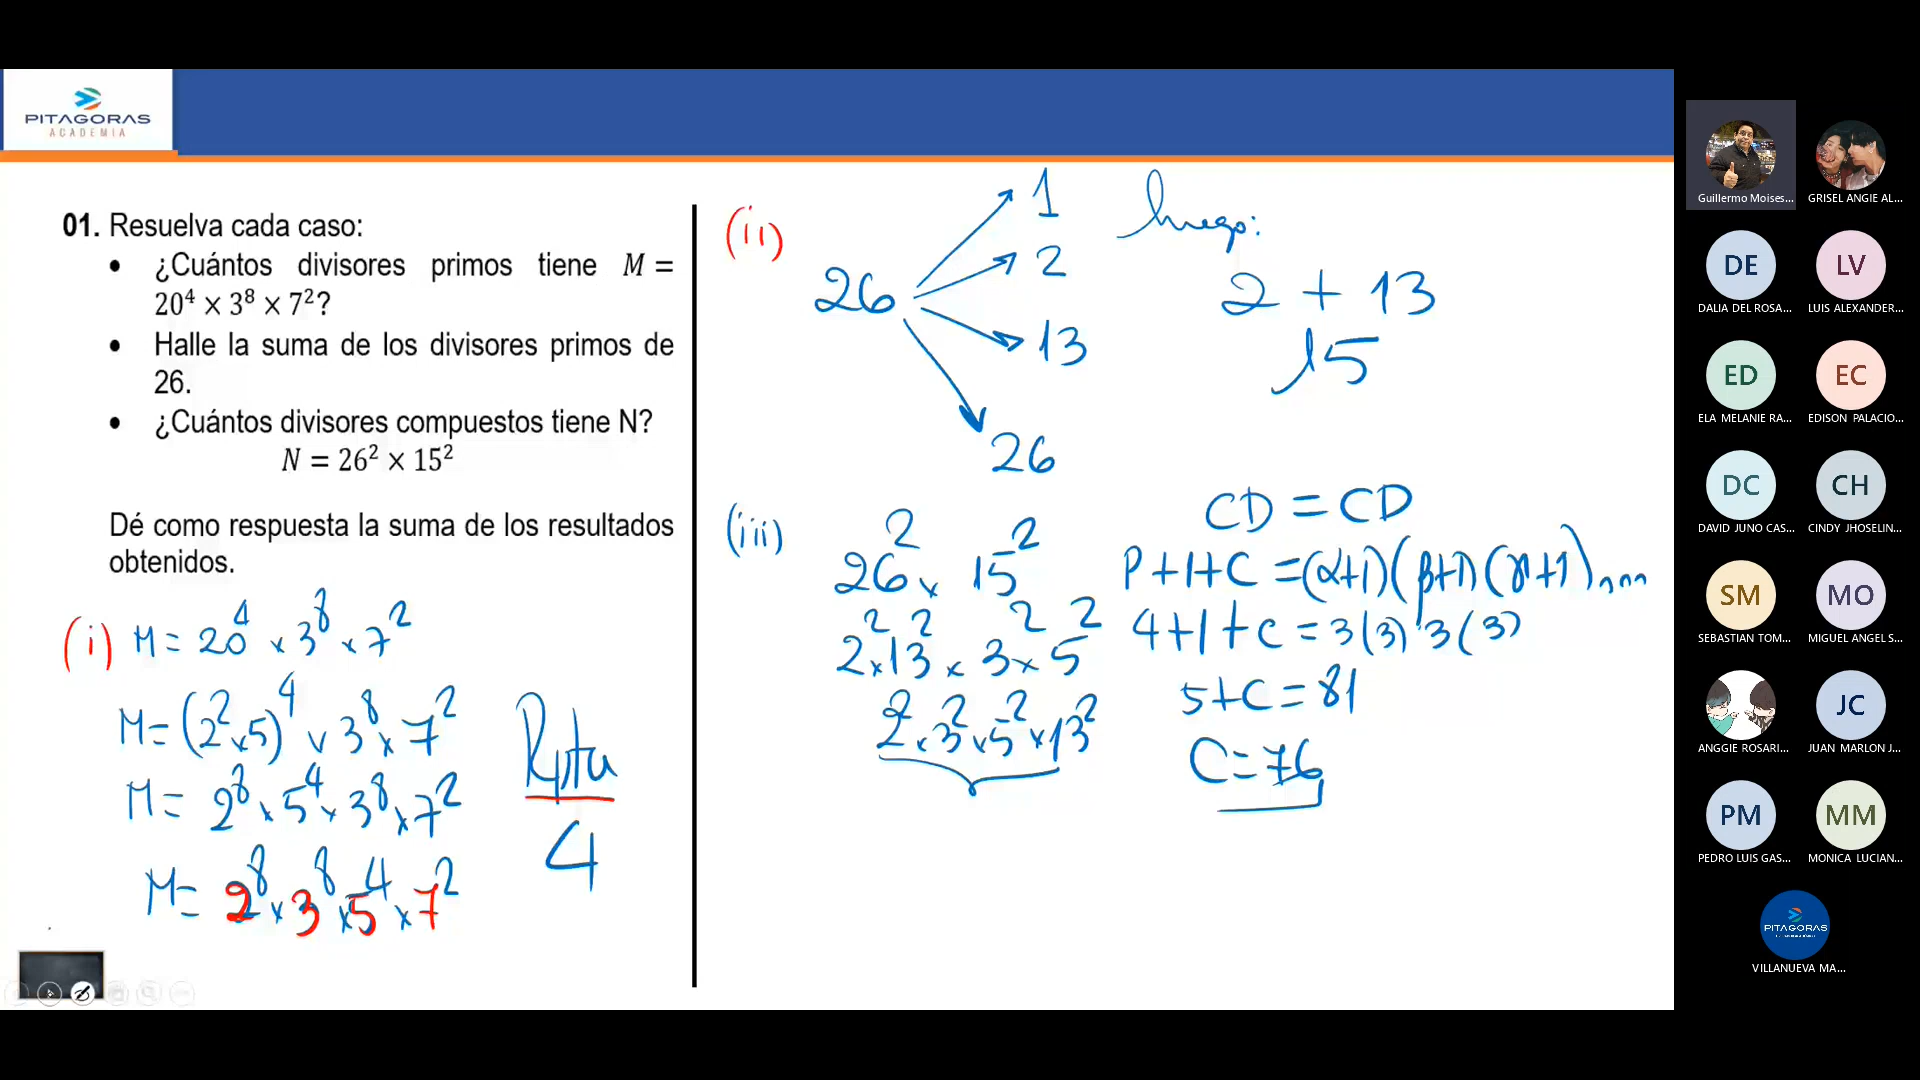 PITAGORAS
ACADEMIA
01. Resuelva cada caso:
• ¿Cuántos divisores primos tiene M =
20⁴ × 3⁸ × 7²?
• Halle la suma de los divisores primos de
26.
• ¿Cuántos divisores compuestos tiene N?
N = 26² × 15²
Dé como respuesta la suma de los resultados
obtenidos.
(i) M = 20⁴ × 3⁸ × 7²
M = (2² × 5)⁴ × 3⁸ × 7²
M = 2⁸ × 5⁴ × 3⁸ × 7²
M = 2⁸ × 3⁸ × 5⁴ × 7²
Rpta
4
(ii)
26
1
2
13
26
luego:
2 + 13
15
(iii)
26² × 15²
2² × 13² × 3² × 5²
2² × 3² × 5² × 13²
CD = CD
P + 1 + C = (α+1)(β+1)(γ+1)....
4 + 1 + C = 3(3) 3(3)
5 + C = 81
C = 76
Guillermo Moises...
GRISEL ANGIE AL...
DE
DALIA DEL ROSA...
LV
LUIS ALEXANDER...
ED
ELA MELANIE RA...
EC
EDISON PALACIO...
DC
DAVID JUNO CAS...
CH
CINDY JHOSELIN...
SM
SEBASTIAN TOM...
MO
MIGUEL ANGEL S...
ANGGIE ROSARI...
JC
JUAN MARLON J...
PM
PEDRO LUIS GAS...
MM
MONICA LUCIAN...
PITAGORAS
VILLANUEVA MA...